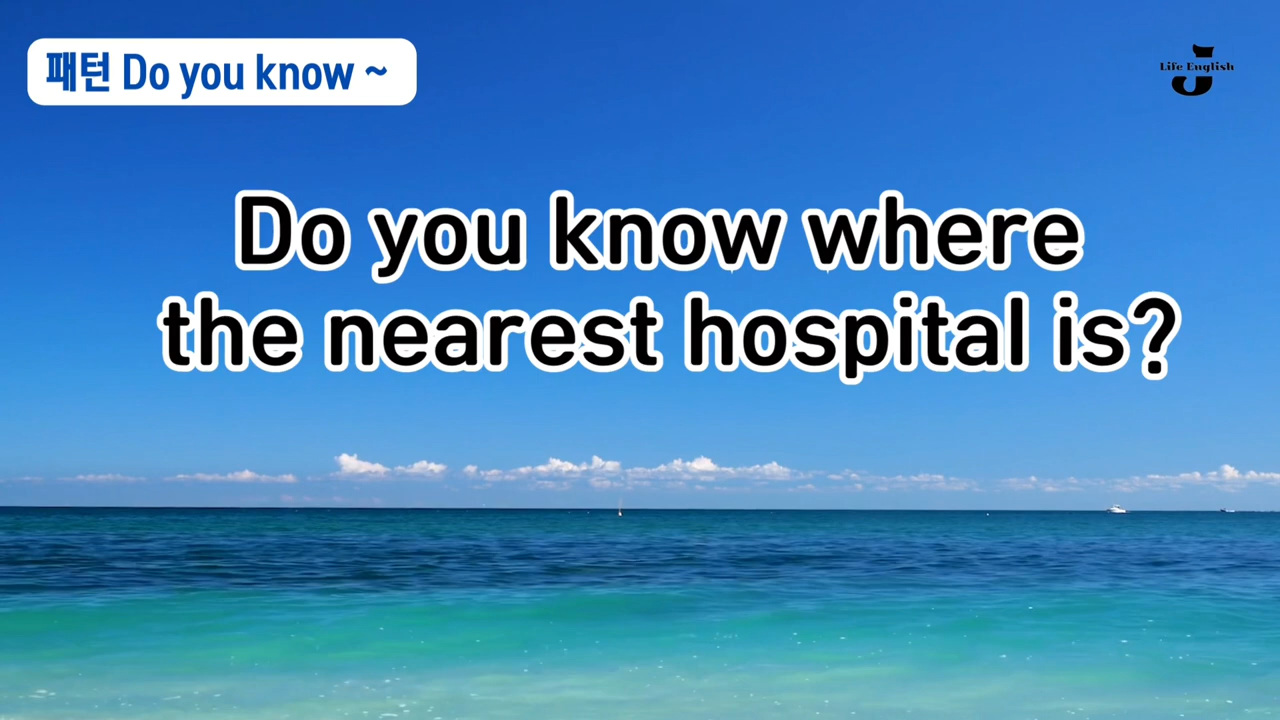 패턴 Do you know ~
J
Life English
Do you know where
the nearest hospital is?